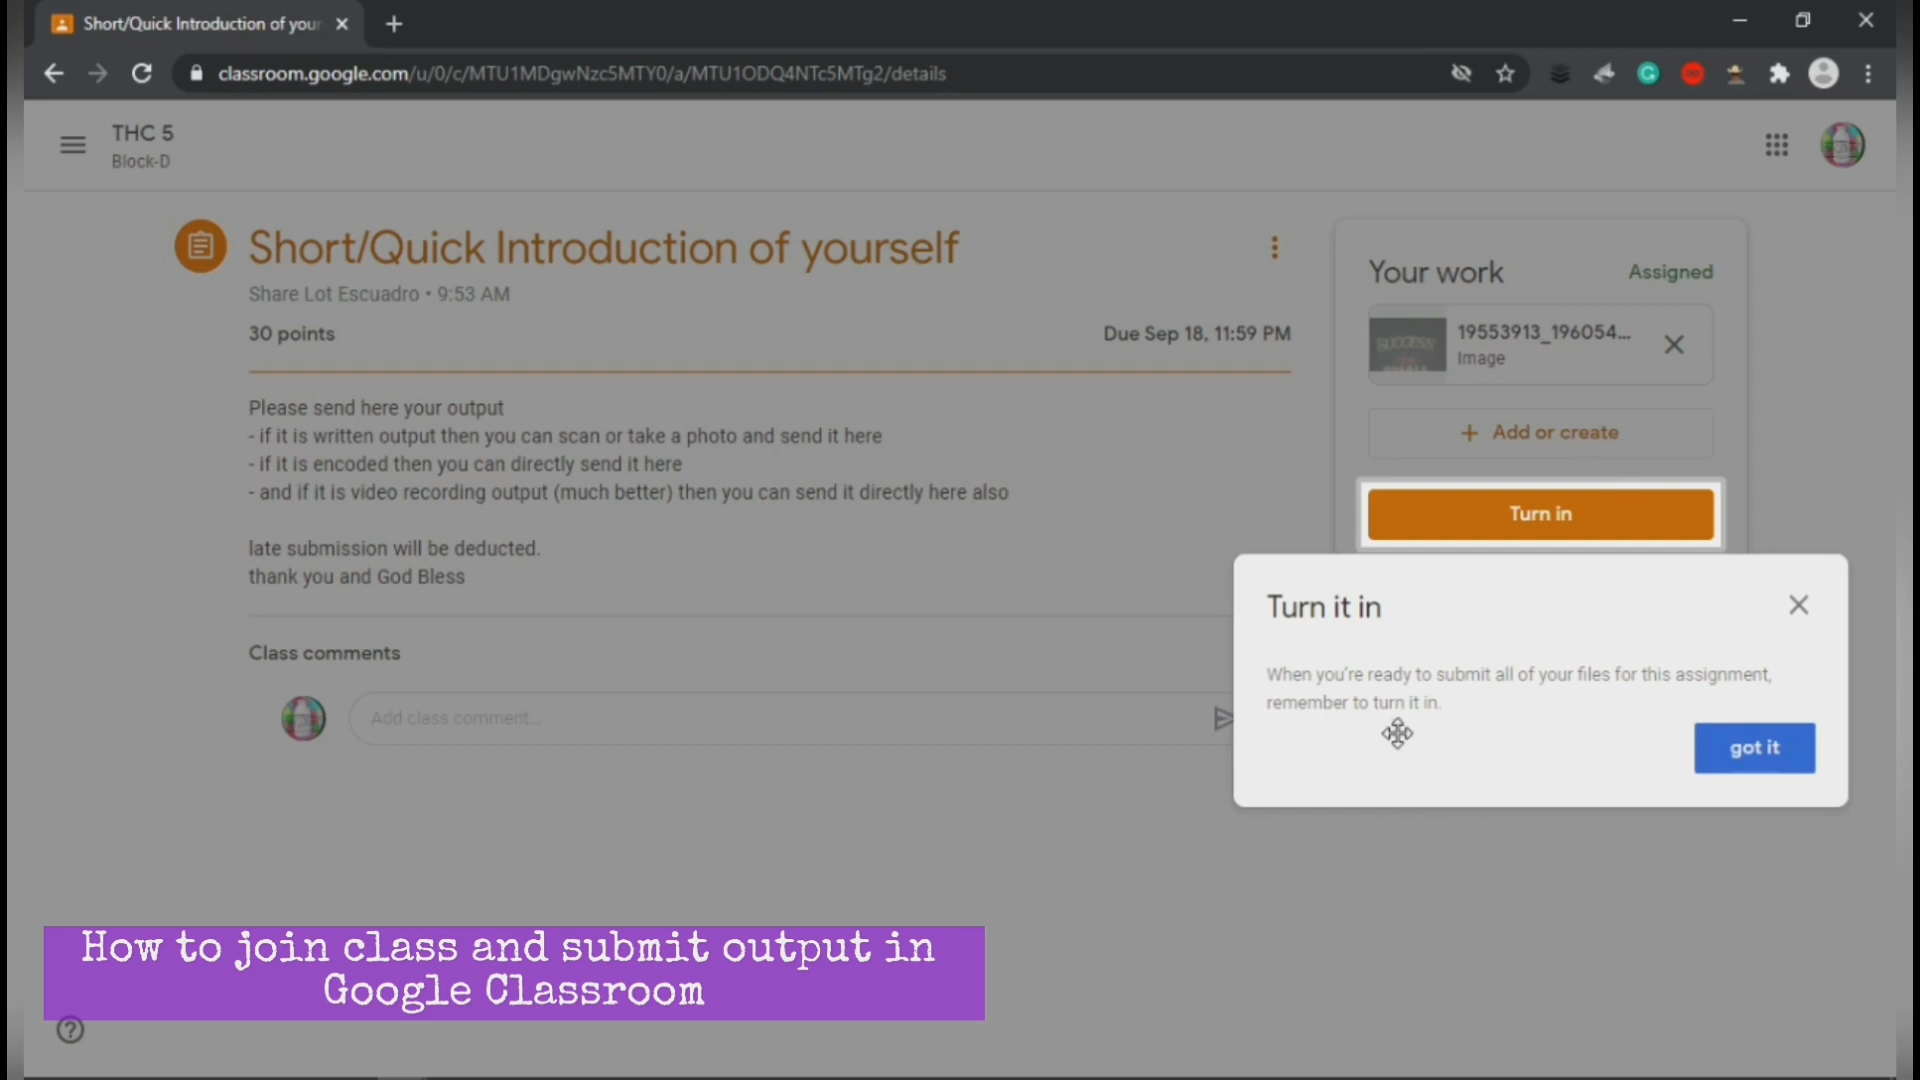 Short/Quick Introduction of your
classroom.google.com/u/0/c/MTU1MDgwNzc5MTY0/a/MTU1ODQ4NTc5MTg2/details
THC 5
Block-D
Short/Quick Introduction of yourself
Share Lot Escuadro • 9:53 AM
30 points
Due Sep 18, 11:59 PM
Please send here your output
- if it is written output then you can scan or take a photo and send it here
- if it is encoded then you can directly send it here
- and if it is video recording output (much better) then you can send it directly here also
late submission will be deducted.
thank you and God Bless
Class comments
Add class comment...
Your work
Assigned
SUCCESS
19553913_196054...
Image
+ Add or create
Turn in
Turn it in
When you're ready to submit all of your files for this assignment,
remember to turn it in.
got it
How to join class and submit output in
Google Classroom